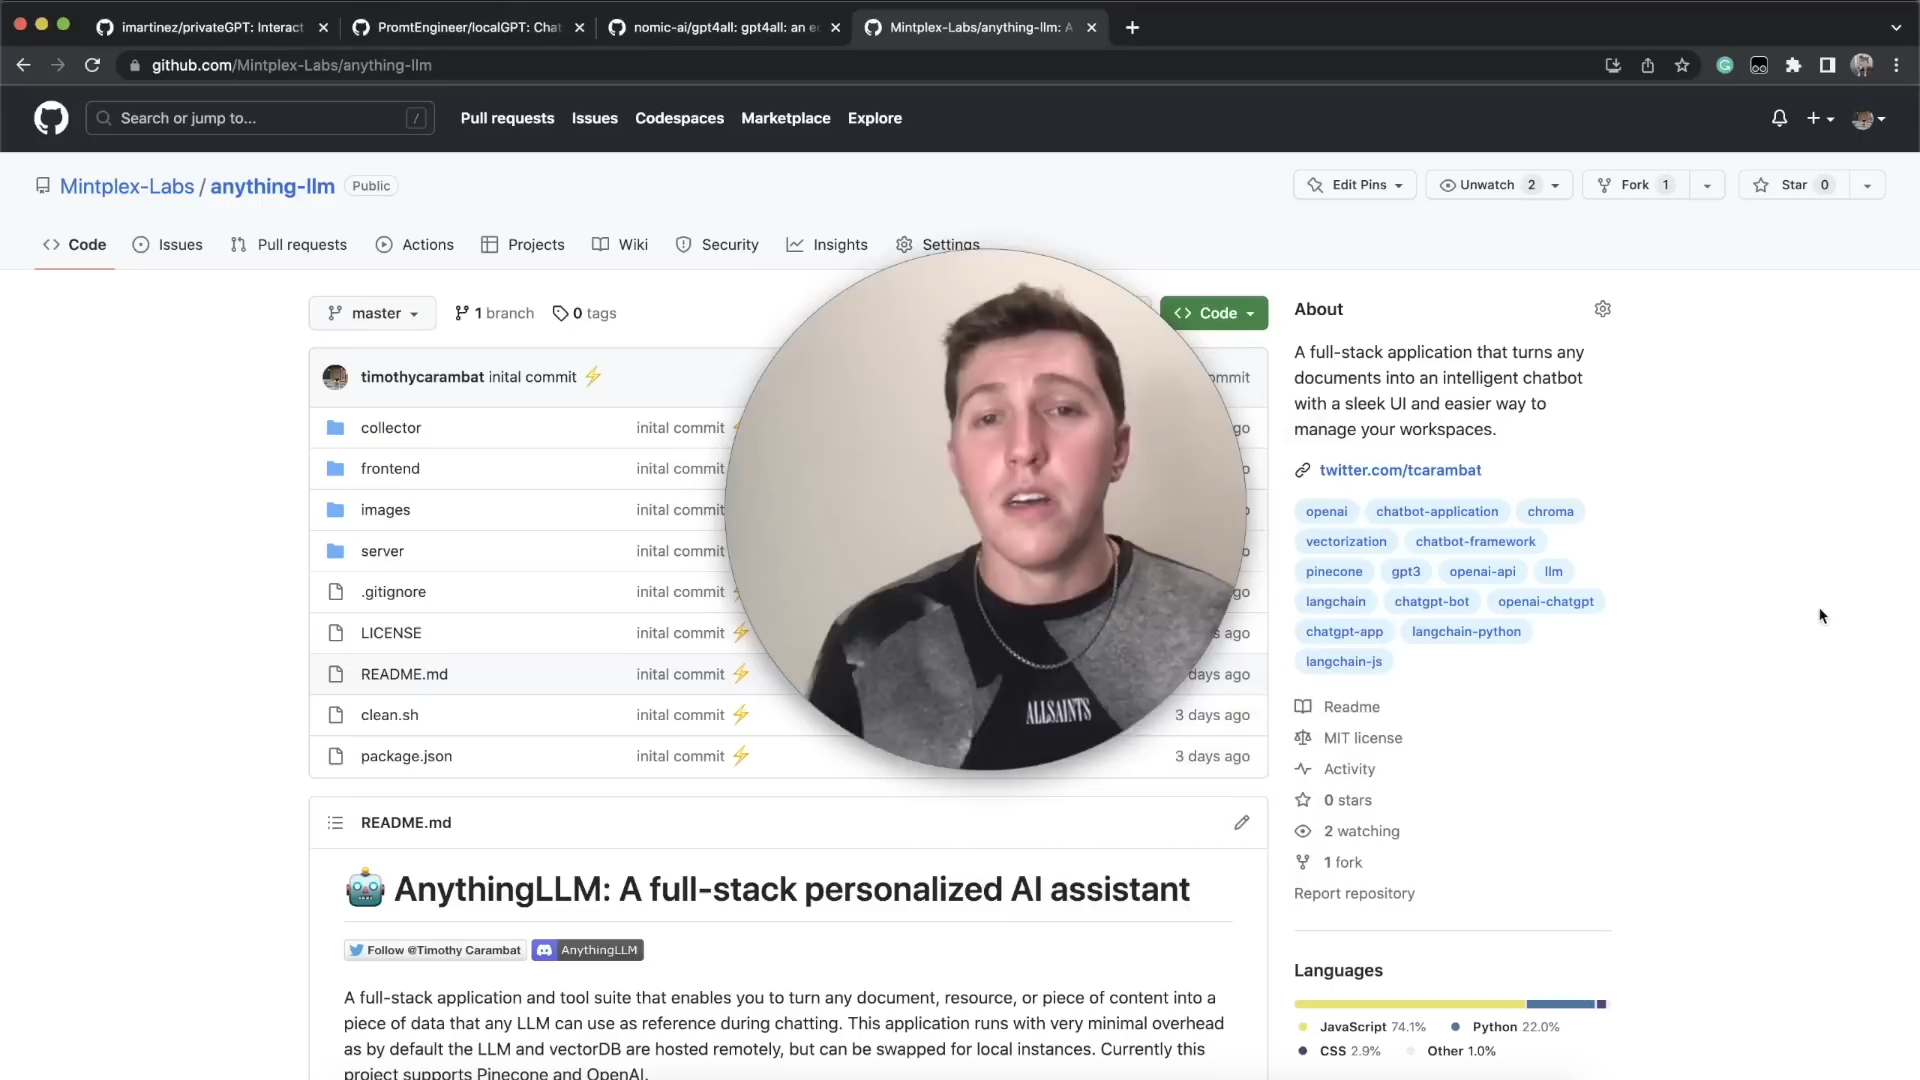 imartinez/privateGPT: Interact
PromtEngineer/localGPT: Chat
nomic-ai/gpt4all: gpt4all: an ec
Mintplex-Labs/anything-llm: A
github.com/Mintplex-Labs/anything-llm
Search or jump to... /
Pull requests Issues Codespaces Marketplace Explore
Mintplex-Labs / anything-llm Public
Edit Pins Unwatch 2 Fork 1 Star 0
Code Issues Pull requests Actions Projects Wiki Security Insights Settings
master 1 branch 0 tags Code
timothycarambat inital commit ommit
collector inital commit go
frontend inital commit
images inital commit
server inital commit
.gitignore inital commit go
LICENSE inital commit s ago
README.md inital commit days ago
clean.sh inital commit 3 days ago
package.json inital commit 3 days ago
ALLSAINTS
README.md
AnythingLLM: A full-stack personalized AI assistant
Follow @Timothy Carambat AnythingLLM
A full-stack application and tool suite that enables you to turn any document, resource, or piece of content into a
piece of data that any LLM can use as reference during chatting. This application runs with very minimal overhead
as by default the LLM and vectorDB are hosted remotely, but can be swapped for local instances. Currently this
project supports Pinecone and OpenAI.
About
A full-stack application that turns any
documents into an intelligent chatbot
with a sleek UI and easier way to
manage your workspaces.
twitter.com/tcarambat
openai chatbot-application chroma
vectorization chatbot-framework
pinecone gpt3 openai-api llm
langchain chatgpt-bot openai-chatgpt
chatgpt-app langchain-python
langchain-js
Readme
MIT license
Activity
0 stars
2 watching
1 fork
Report repository
Languages
JavaScript 74.1% Python 22.0%
CSS 2.9% Other 1.0%